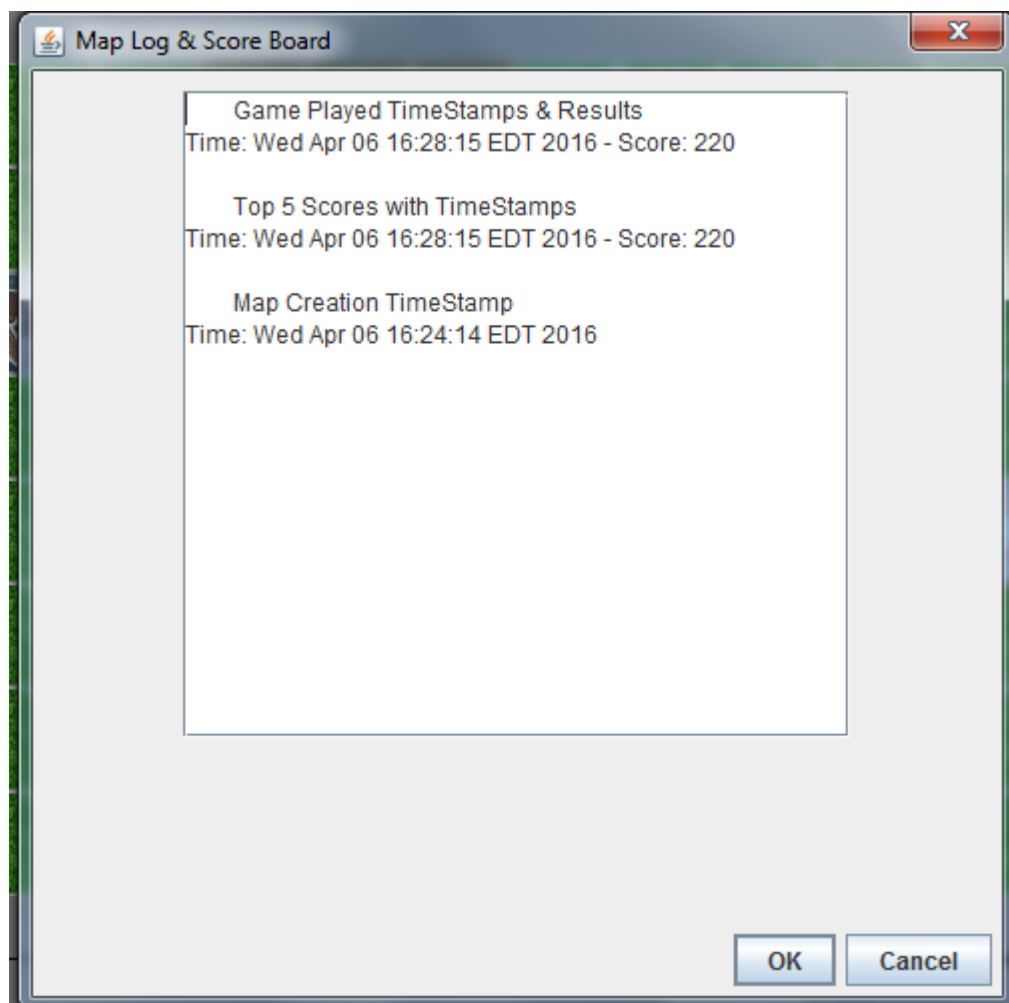 Map Log & Score Board
Game Played TimeStamps & Results
Time: Wed Apr 06 16:28:15 EDT 2016 - Score: 220
Top 5 Scores with TimeStamps
Time: Wed Apr 06 16:28:15 EDT 2016 - Score: 220
Map Creation TimeStamp
Time: Wed Apr 06 16:24:14 EDT 2016
OK Cancel